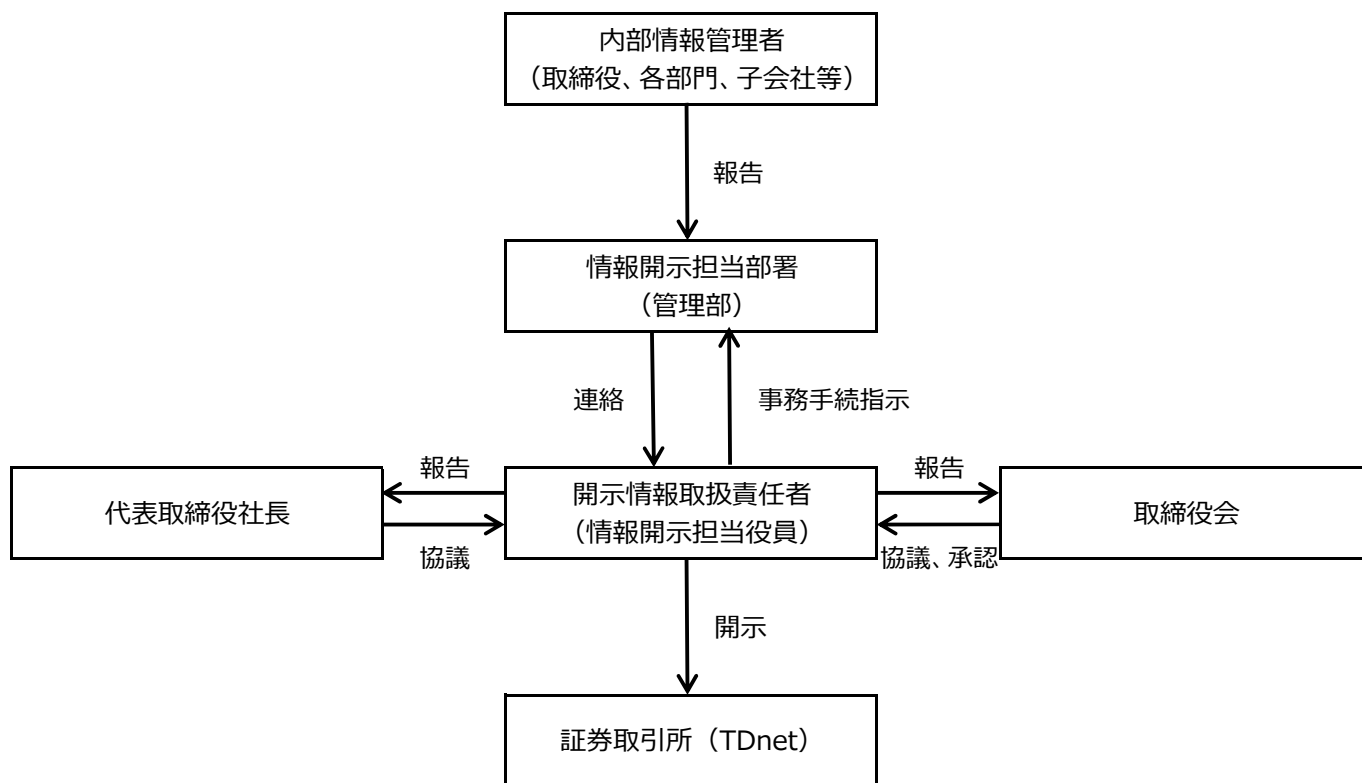 内部情報管理者
（取締役、各部門、子会社等）
報告
情報開示担当部署
（管理部）
連絡
事務手続指示
報告
報告
代表取締役社長
開示情報取扱責任者
（情報開示担当役員）
取締役会
協議
協議、承認
開示
証券取引所（TDnet）